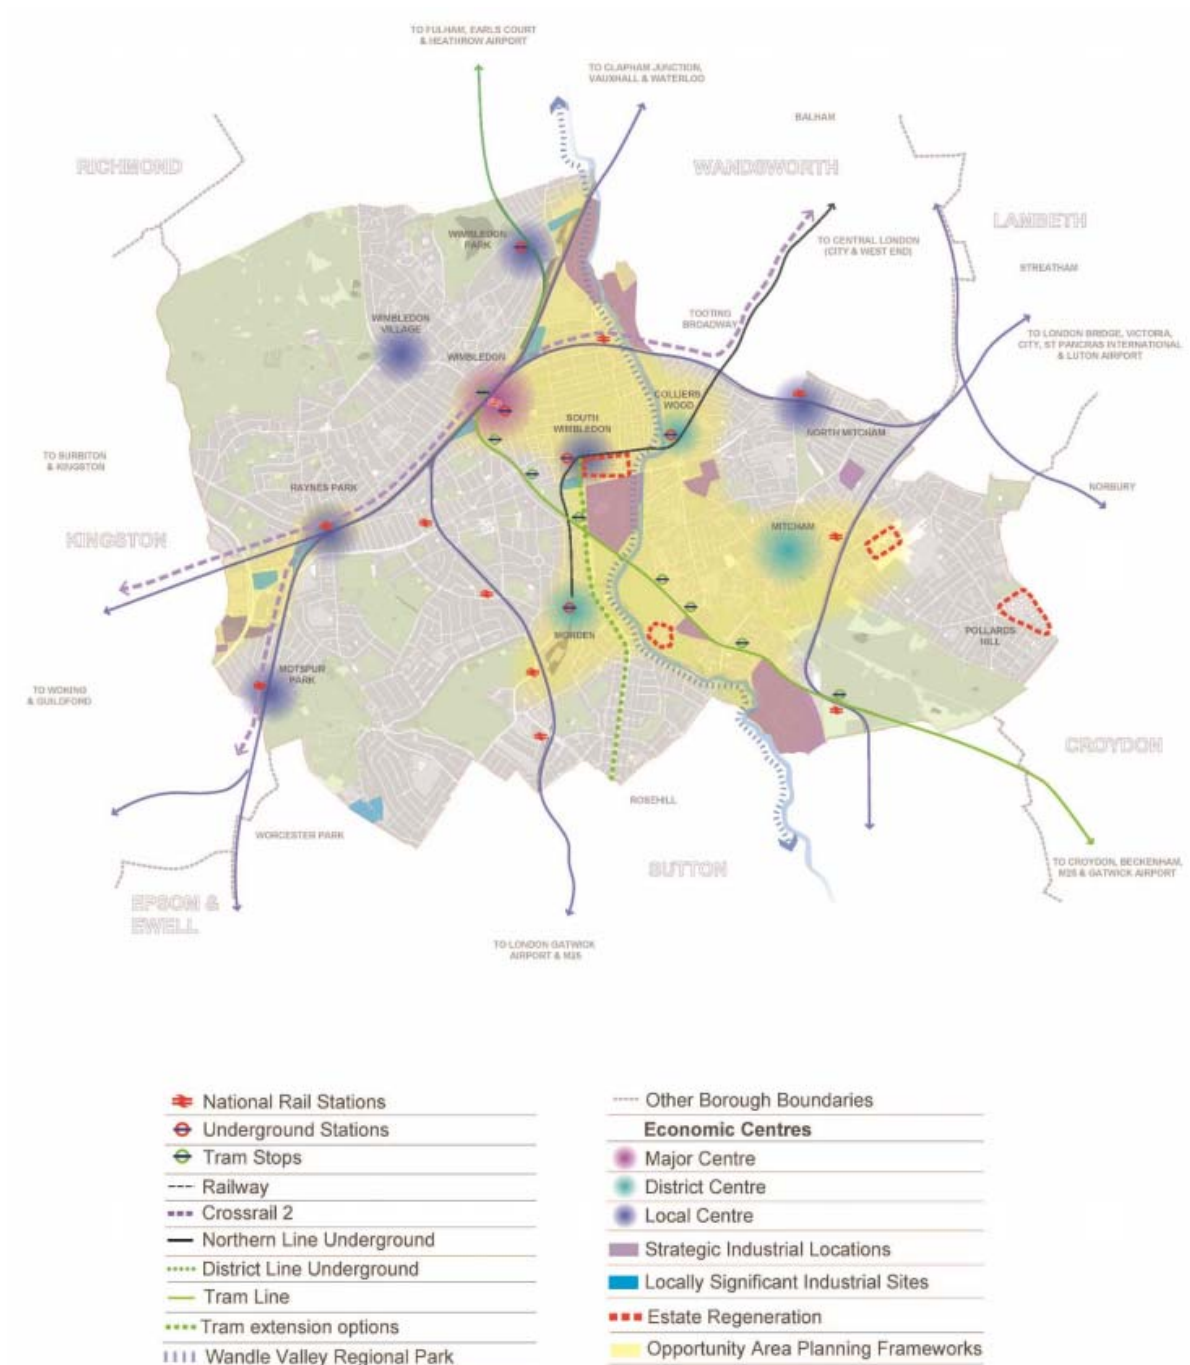 TO FULHAM, EARLS COURT
& HEATHROW AIRPORT
TO CLAPHAM JUNCTION,
VAUXHALL & WATERLOO
BALHAM
RICHMOND
WANDSWORTH
LAMBETH
WIMBLEDON
PARK
TO CENTRAL LONDON
(CITY & WEST END)
STREATHAM
WIMBLEDON
VILLAGE
TOOTING
BROADWAY
TO LONDON BRIDGE, VICTORIA,
CITY, ST PANCRAS INTERNATIONAL
& LUTON AIRPORT
WIMBLEDON
COLLIERS
WOOD
SOUTH
WIMBLEDON
NORTH MITCHAM
TO SURBITON
& KINGSTON
RAYNES PARK
NORBURY
KINGSTON
MITCHAM
MORDEN
POLLARDS
HILL
MOTSPUR
PARK
TO WOKING
& GUILDFORD
CROYDON
ROSEHILL
WORCESTER PARK
SUTTON
TO CROYDON, BECKENHAM,
M25 & GATWICK AIRPORT
EPSOM &
EWELL
TO LONDON GATWICK
AIRPORT & M25
National Rail Stations
Underground Stations
Tram Stops
Railway
Crossrail 2
Northern Line Underground
District Line Underground
Tram Line
Tram extension options
Wandle Valley Regional Park
Other Borough Boundaries
Economic Centres
Major Centre
District Centre
Local Centre
Strategic Industrial Locations
Locally Significant Industrial Sites
Estate Regeneration
Opportunity Area Planning Frameworks